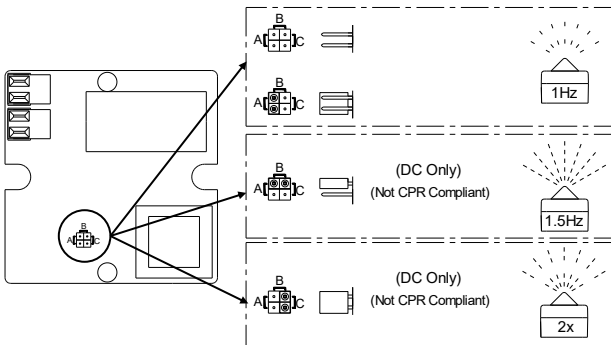 B
A C
1Hz
B
A C
B
A C
(DC Only)
(Not CPR Compliant)
1.5Hz
B
A C
B
A C
(DC Only)
(Not CPR Compliant)
2x